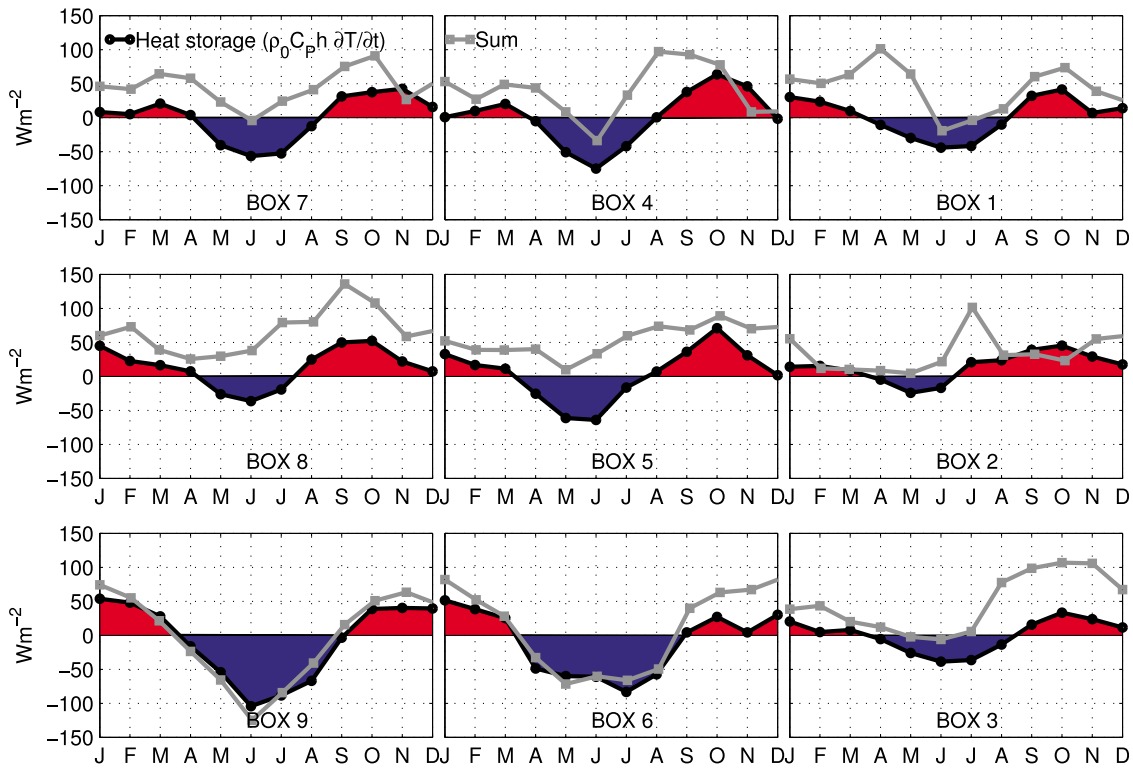 150
100
50
0
−50
−100
−150
Wm⁻²
Heat storage (ρ₀Cₚh ∂T/∂t)
Sum
BOX 7
BOX 4
BOX 1
J F M A M J J A S O N D
J F M A M J J A S O N D
J F M A M J J A S O N D
150
100
50
0
−50
−100
−150
Wm⁻²
BOX 8
BOX 5
BOX 2
J F M A M J J A S O N D
J F M A M J J A S O N D
J F M A M J J A S O N D
150
100
50
0
−50
−100
−150
Wm⁻²
BOX 9
BOX 6
BOX 3
J F M A M J J A S O N D
J F M A M J J A S O N D
J F M A M J J A S O N D